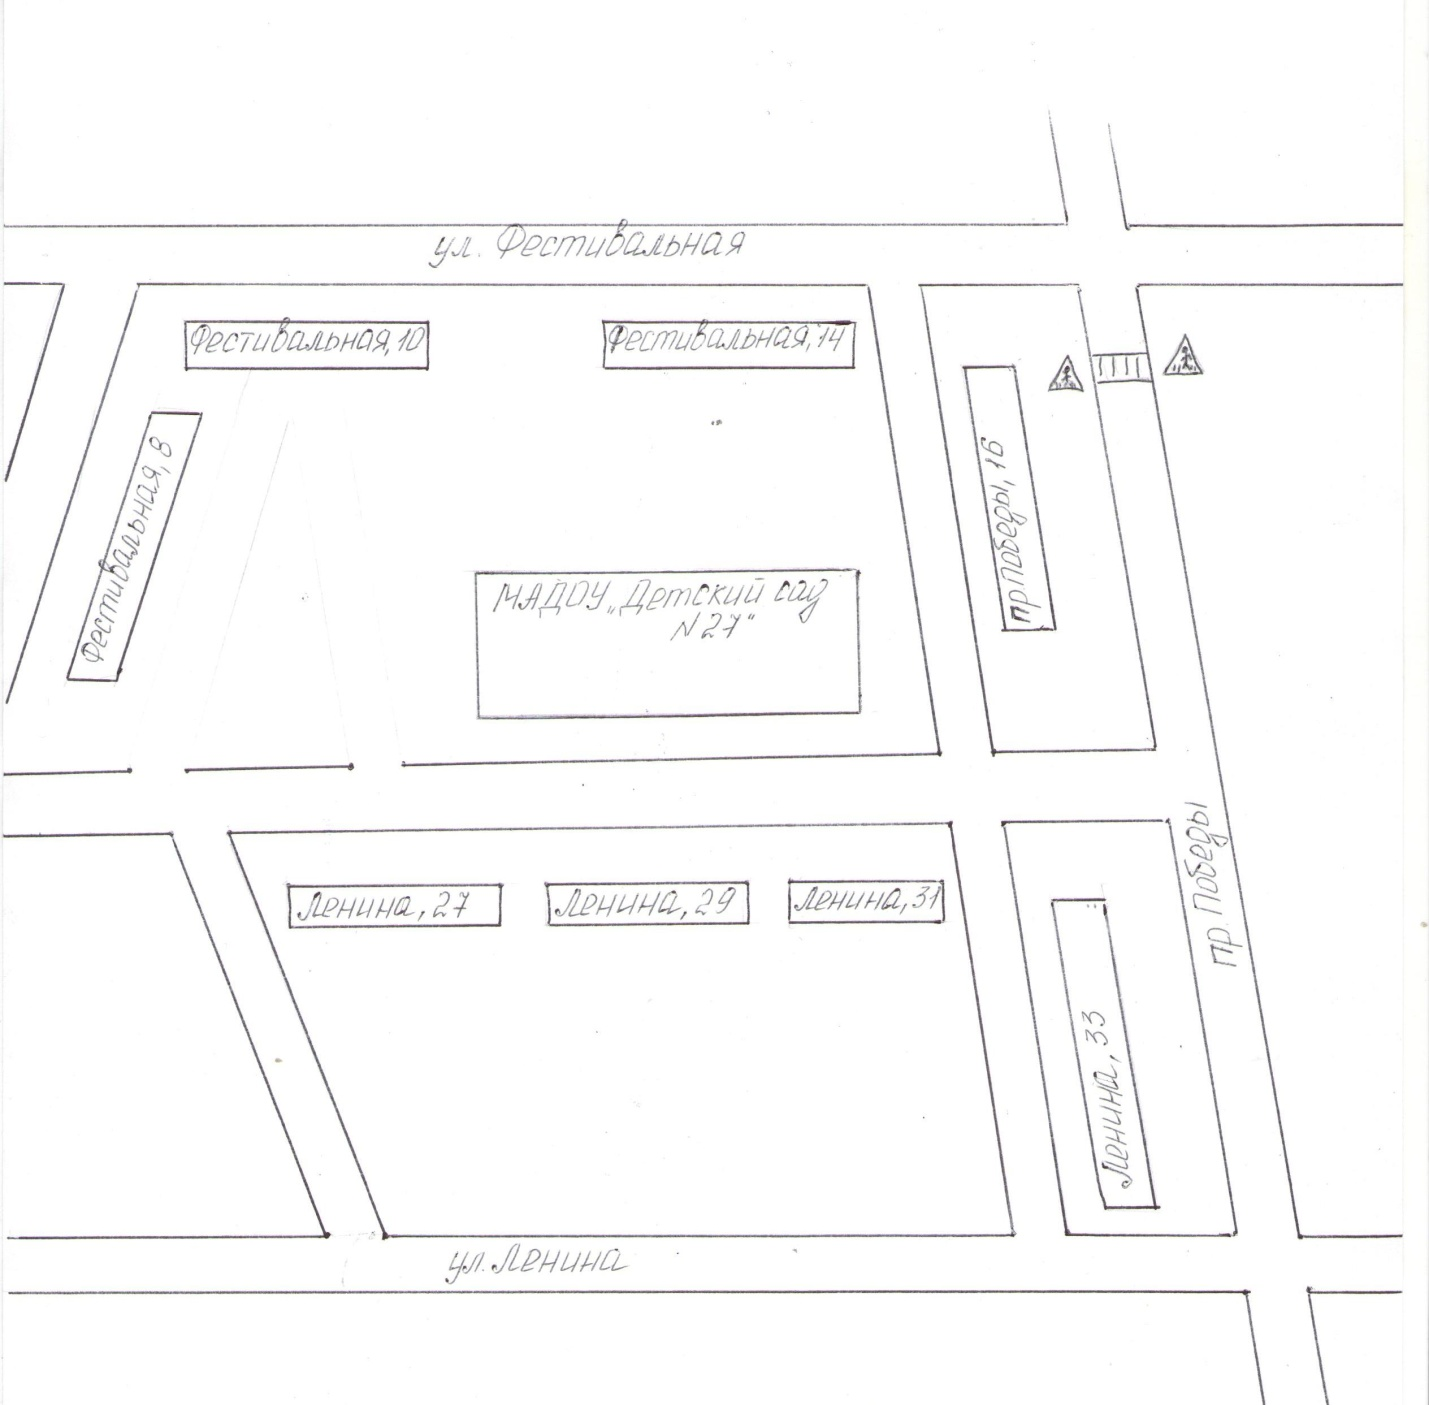 ул. Фестивальная
Фестивальная, 10
Фестивальная, 14
Фестивальная, 8
пр Победы, 16
МАДОУ „Детский сад
N 27"
Ленина, 27
Ленина, 29
Ленина, 31
пр. Победы
Ленина, 33
ул. Ленина